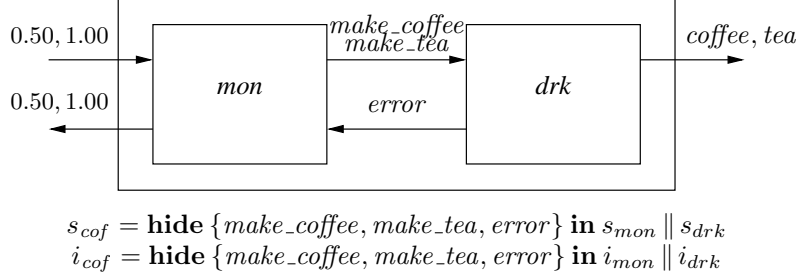 make_coffee
0.50, 1.00 make_tea coffee, tea
mon drk
0.50, 1.00 error
s_cof = hide {make_coffee, make_tea, error} in s_mon ∥ s_drk
i_cof = hide {make_coffee, make_tea, error} in i_mon ∥ i_drk